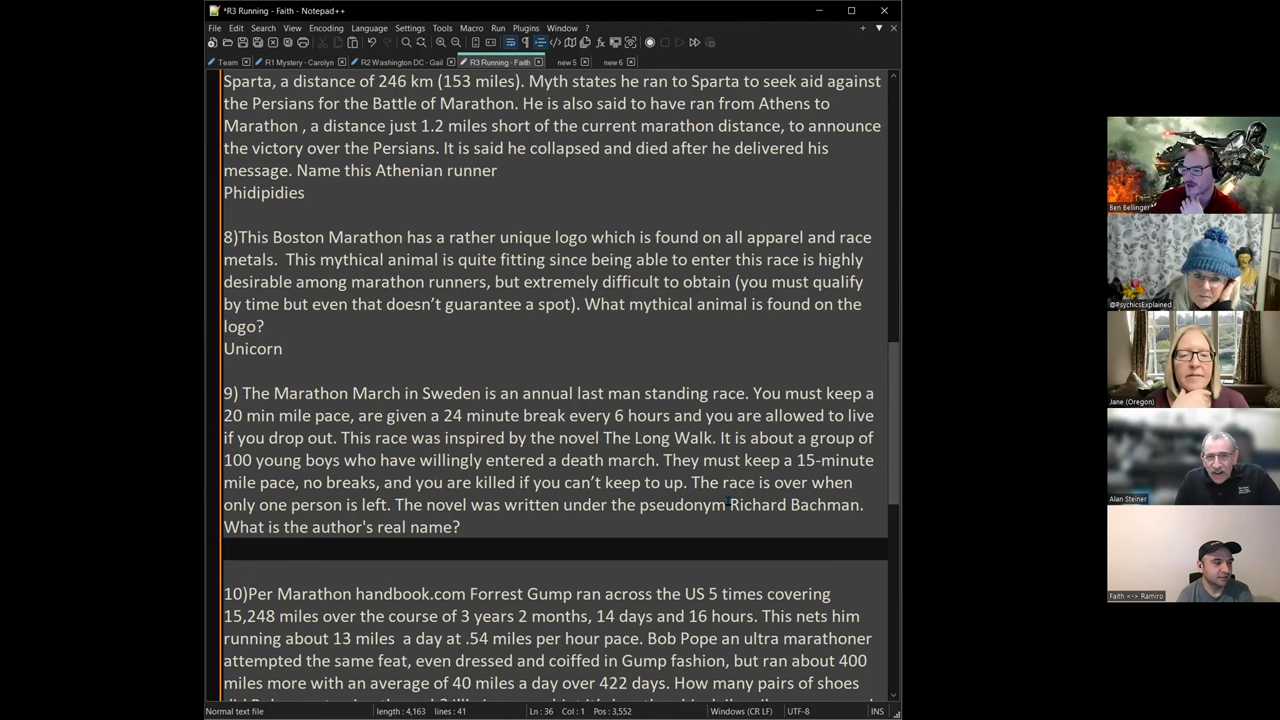 *R3 Running - Faith - Notepad++
File Edit Search View Encoding Language Settings Tools Macro Run Plugins Window ?
Team R1 Mystery - Carolyn R2 Washington DC - Gail R3 Running - Faith new 5 new 6
Sparta, a distance of 246 km (153 miles). Myth states he ran to Sparta to seek aid against
the Persians for the Battle of Marathon. He is also said to have ran from Athens to
Marathon , a distance just 1.2 miles short of the current marathon distance, to announce
the victory over the Persians. It is said he collapsed and died after he delivered his
message. Name this Athenian runner
Phidipidies
8)This Boston Marathon has a rather unique logo which is found on all apparel and race
metals.  This mythical animal is quite fitting since being able to enter this race is highly
desirable among marathon runners, but extremely difficult to obtain (you must qualify
by time but even that doesn’t guarantee a spot). What mythical animal is found on the
logo?
Unicorn
9) The Marathon March in Sweden is an annual last man standing race. You must keep a
20 min mile pace, are given a 24 minute break every 6 hours and you are allowed to live
if you drop out. This race was inspired by the novel The Long Walk. It is about a group of
100 young boys who have willingly entered a death march. They must keep a 15-minute
mile pace, no breaks, and you are killed if you can’t keep to up. The race is over when
only one person is left. The novel was written under the pseudonym Richard Bachman.
What is the author's real name?
10)Per Marathon handbook.com Forrest Gump ran across the US 5 times covering
15,248 miles over the course of 3 years 2 months, 14 days and 16 hours. This nets him
running about 13 miles  a day at .54 miles per hour pace. Bob Pope an ultra marathoner
attempted the same feat, even dressed and coiffed in Gump fashion, but ran about 400
miles more with an average of 40 miles a day over 422 days. How many pairs of shoes
Normal text file length : 4,163 lines : 41 Ln : 36 Col : 1 Pos : 3,552 Windows (CR LF) UTF-8 INS
Ben Bellinger
@PsychicsExplained
Jane (Oregon)
Alan Steiner
Faith <-> Ramiro